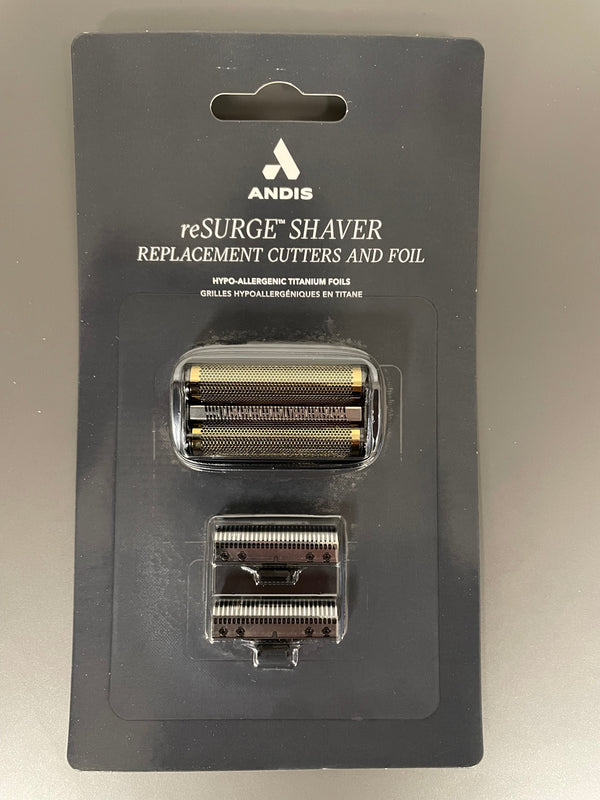 ANDIS
reSURGE™ SHAVER
REPLACEMENT CUTTERS AND FOIL
HYPO-ALLERGENIC TITANIUM FOILS
GRILLES HYPOALLERGÉNIQUES EN TITANE